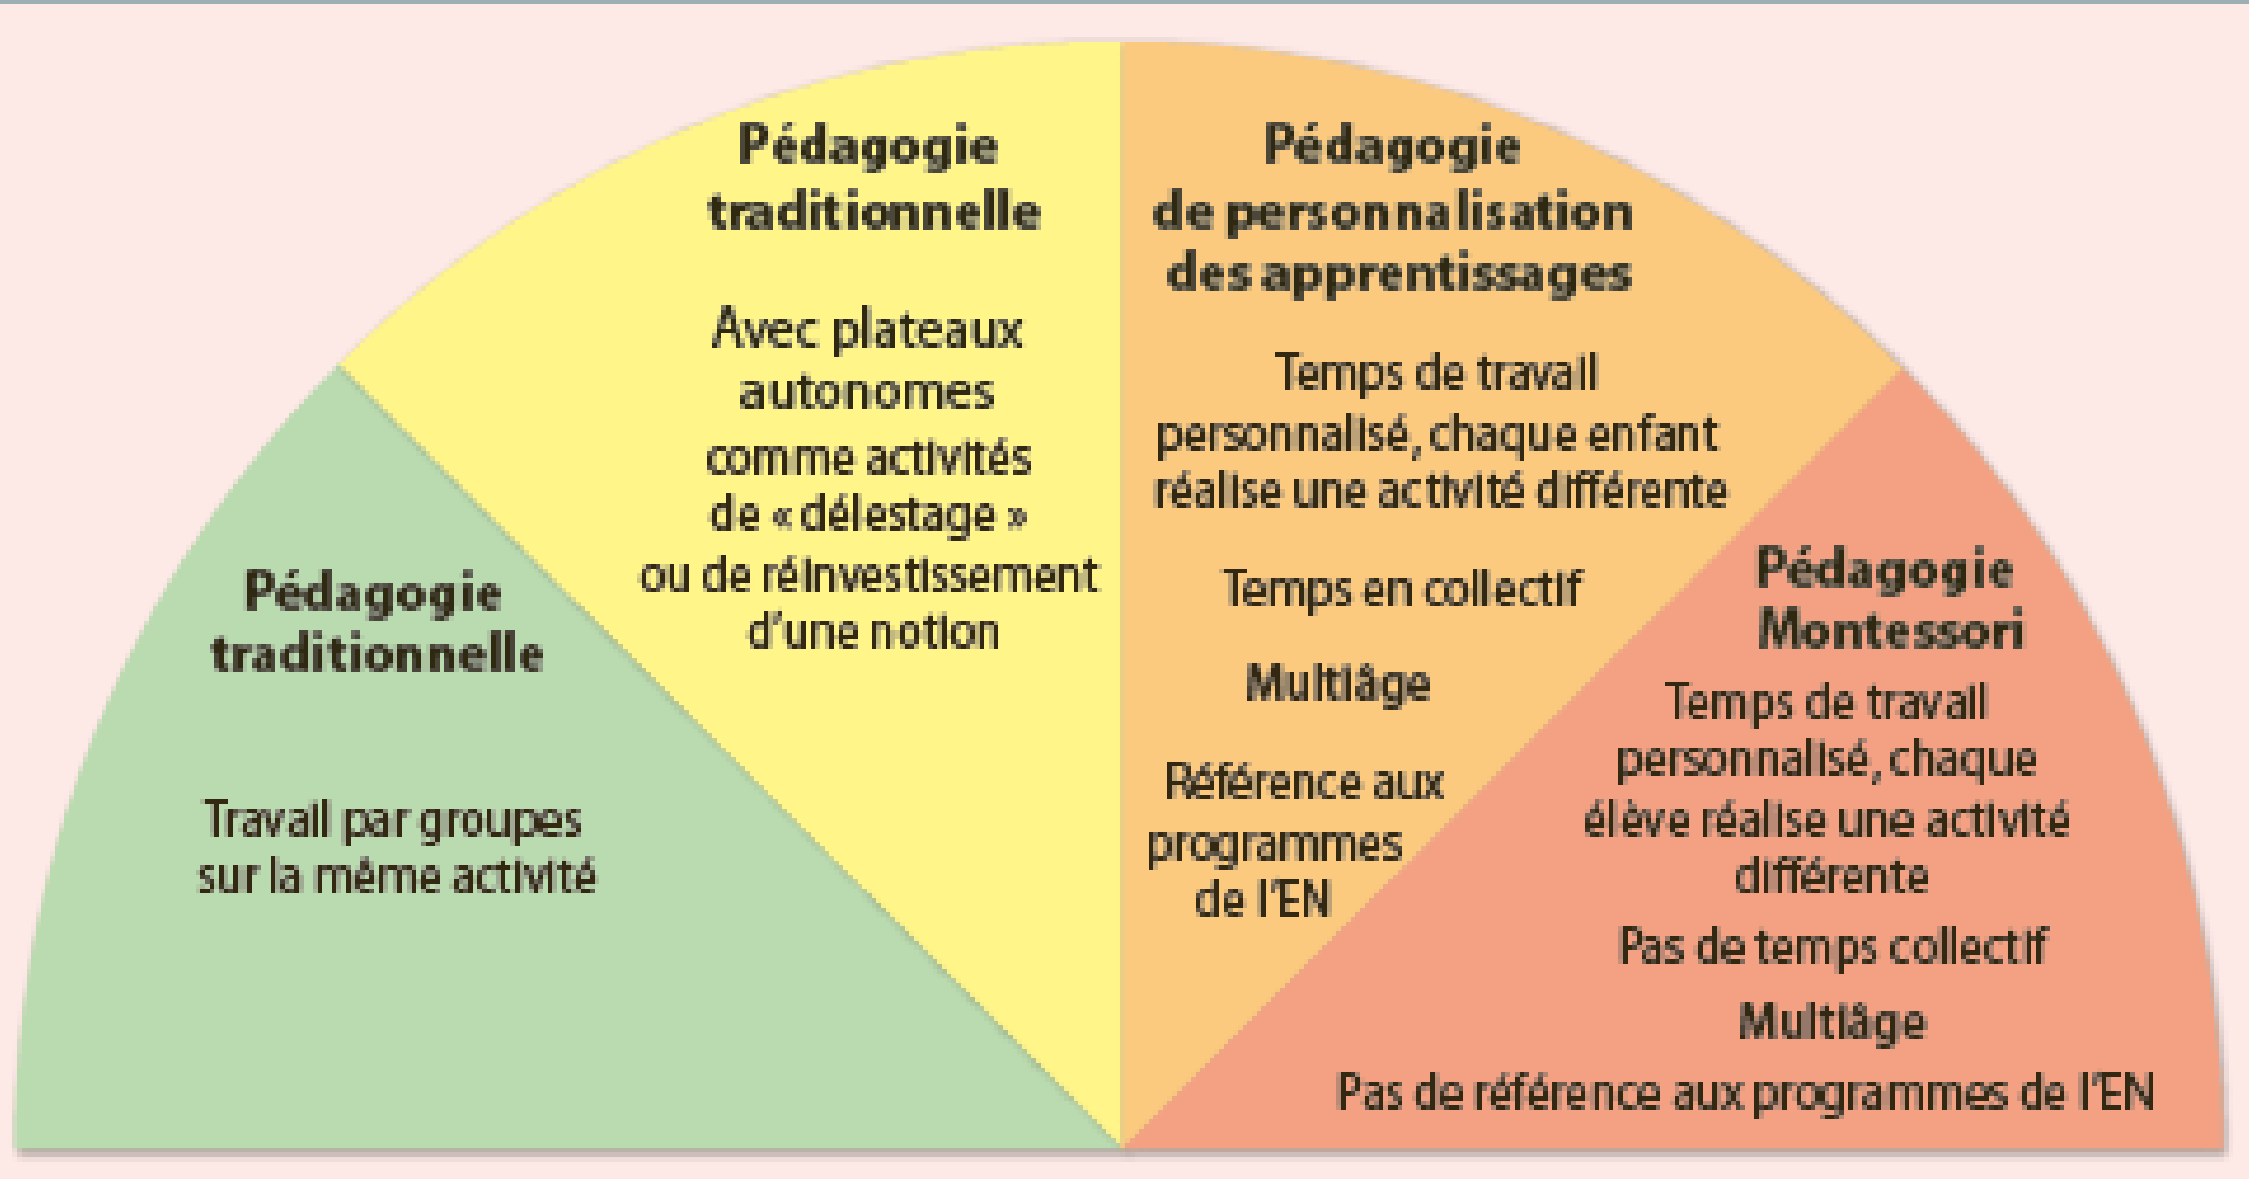 Pédagogie
traditionnelle
Travail par groupes
sur la même activité
Pédagogie
traditionnelle
Avec plateaux
autonomes
comme activités
de « délestage »
ou de réinvestissement
d'une notion
Pédagogie
de personnalisation
des apprentissages
Temps de travail
personnalisé, chaque enfant
réalise une activité différente
Temps en collectif
Multiâge
Référence aux
programmes
de l'EN
Pédagogie
Montessori
Temps de travail
personnalisé, chaque
élève réalise une activité
différente
Pas de temps collectif
Multiâge
Pas de référence aux programmes de l'EN